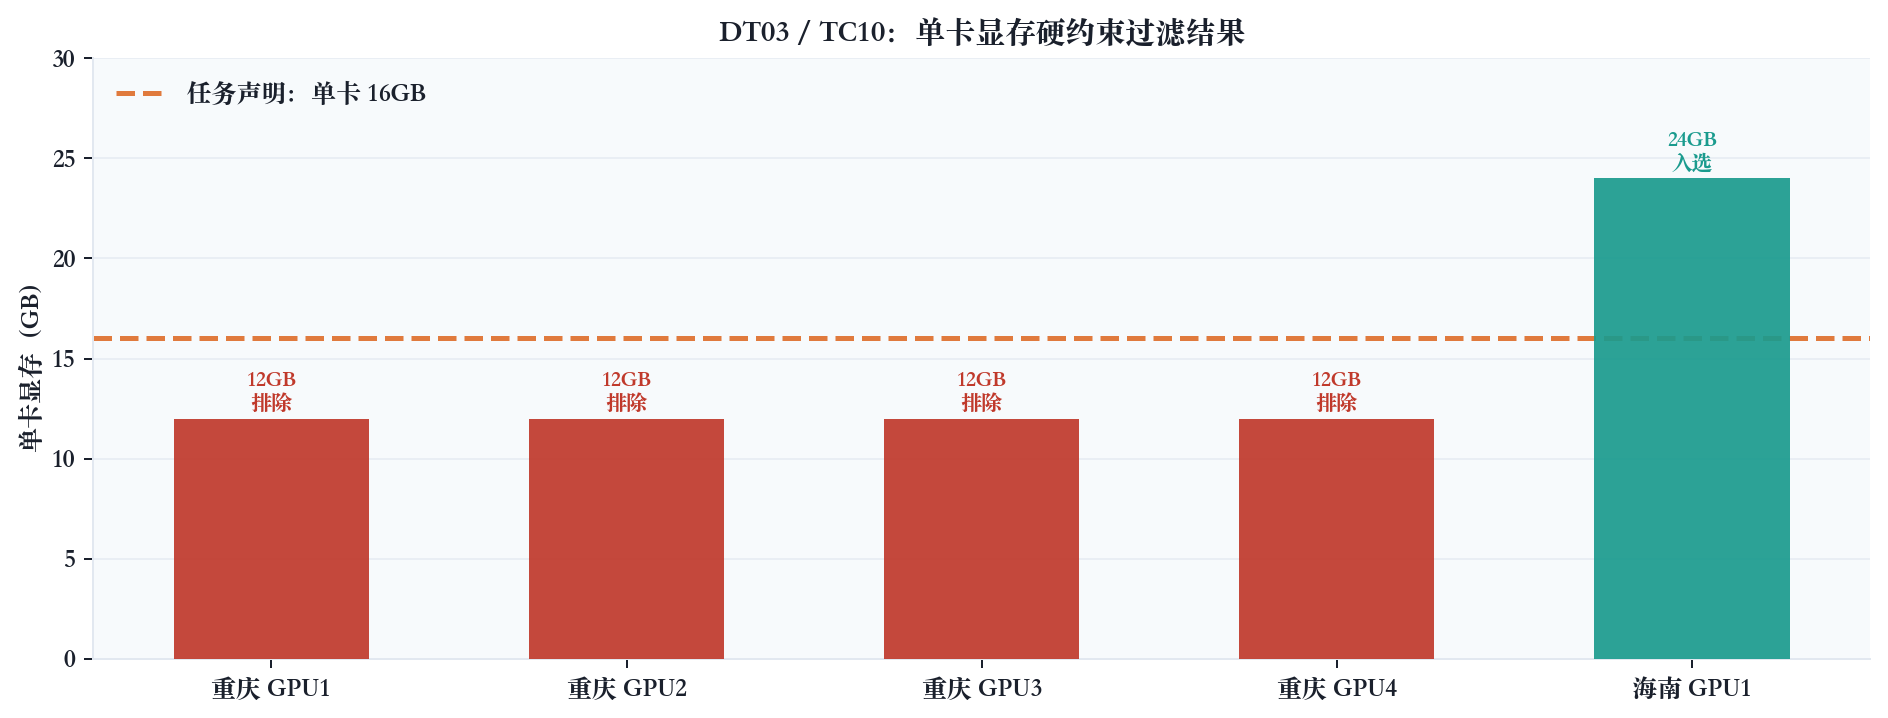 DT03 / TC10：单卡显存硬约束过滤结果
任务声明：单卡 16GB
单卡显存（GB）
30
25
20
15
10
5
0
12GB
排除
12GB
排除
12GB
排除
12GB
排除
24GB
入选
重庆 GPU1
重庆 GPU2
重庆 GPU3
重庆 GPU4
海南 GPU1